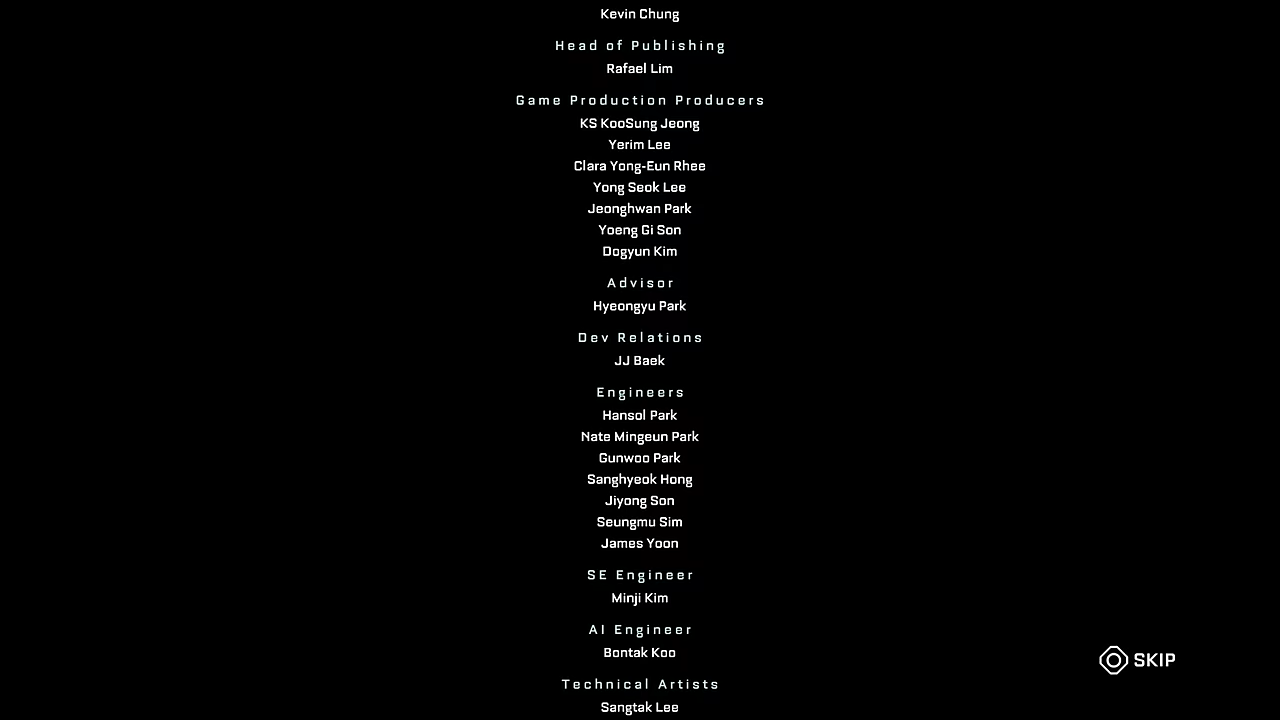 Kevin Chung
Head of Publishing
Rafael Lim
Game Production Producers
KS KooSung Jeong
Yerim Lee
Clara Yong-Eun Rhee
Yong Seok Lee
Jeonghwan Park
Yoeng Gi Son
Dogyun Kim
Advisor
Hyeongyu Park
Dev Relations
JJ Baek
Engineers
Hansol Park
Nate Mingeun Park
Gunwoo Park
Sanghyeok Hong
Jiyong Son
Seungmu Sim
James Yoon
SE Engineer
Minji Kim
AI Engineer
Bontak Koo
SKIP
Technical Artists
Sangtak Lee